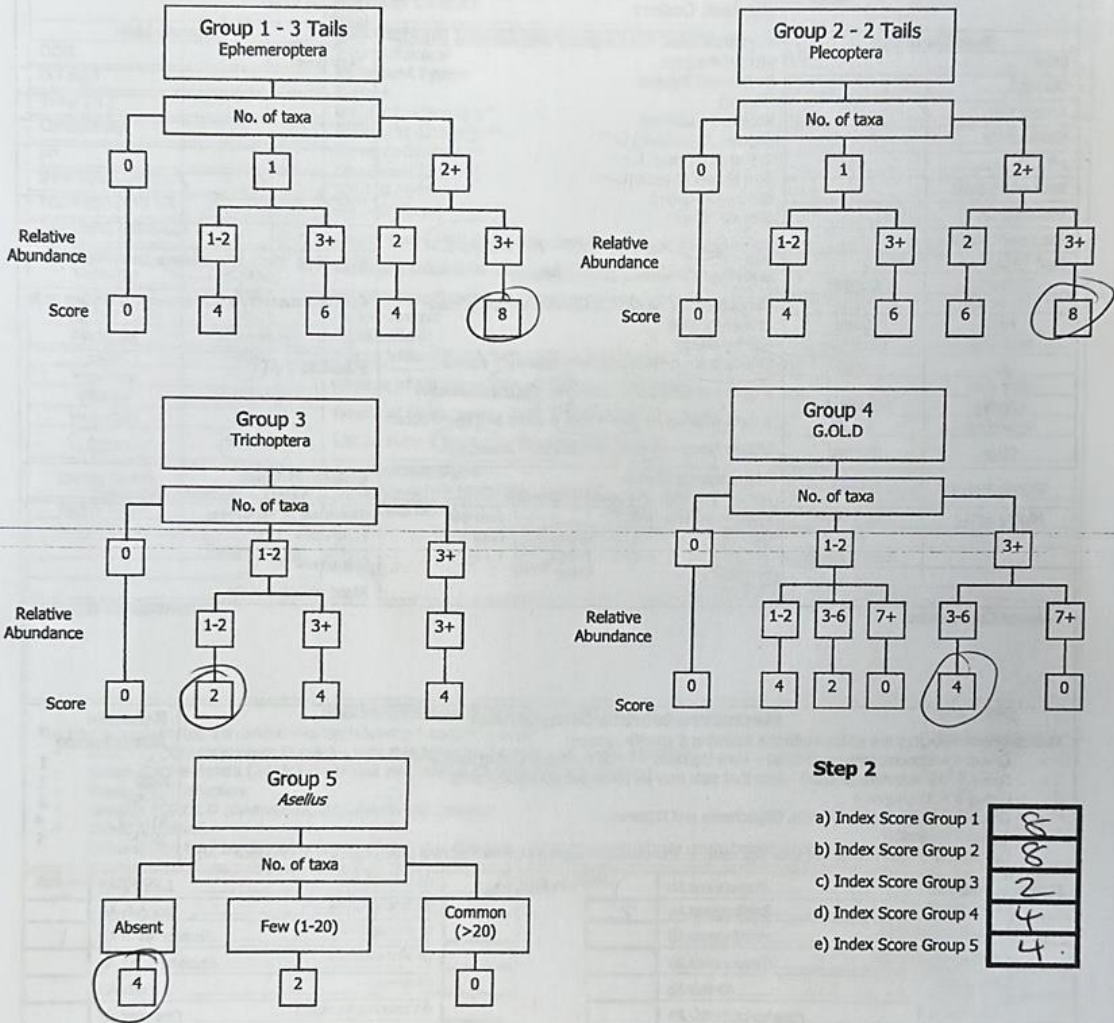 Group 1 - 3 Tails
Ephemeroptera
No. of taxa
0
1
2+
Relative
Abundance
1-2
3+
2
3+
Score
0
4
6
4
8
Group 2 - 2 Tails
Plecoptera
No. of taxa
0
1
2+
Relative
Abundance
1-2
3+
2
3+
Score
0
4
6
6
8
Group 3
Trichoptera
No. of taxa
0
1-2
3+
Relative
Abundance
1-2
3+
3+
Score
0
2
4
4
Group 4
G.OL.D
No. of taxa
0
1-2
3+
Relative
Abundance
1-2
3-6
7+
3-6
7+
Score
0
4
2
0
4
0
Group 5
Asellus
No. of taxa
Absent
Few (1-20)
Common
(>20)
4
2
0
Step 2
a) Index Score Group 1 8
b) Index Score Group 2 8
c) Index Score Group 3 2
d) Index Score Group 4 4
e) Index Score Group 5 4